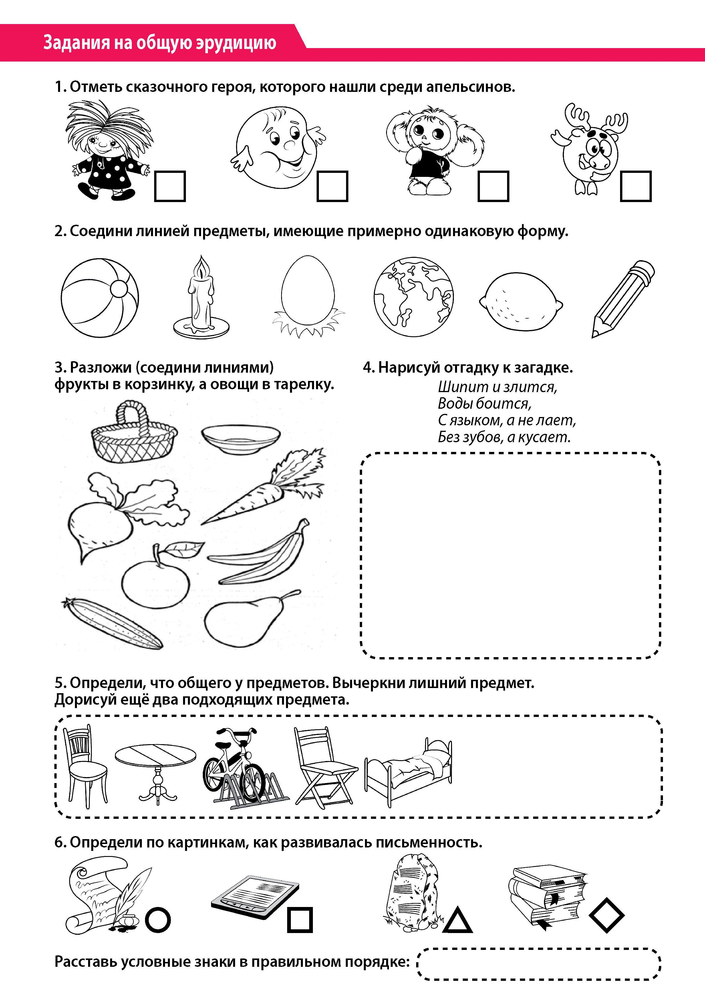 Задания на общую эрудицию
1. Отметь сказочного героя, которого нашли среди апельсинов.
2. Соедини линией предметы, имеющие примерно одинаковую форму.
3. Разложи (соедини линиями)
фрукты в корзинку, а овощи в тарелку.
4. Нарисуй отгадку к загадке.
Шипит и злится,
Воды боится,
С языком, а не лает,
Без зубов, а кусает.
5. Определи, что общего у предметов. Вычеркни лишний предмет.
Дорисуй ещё два подходящих предмета.
6. Определи по картинкам, как развивалась письменность.
Расставь условные знаки в правильном порядке: